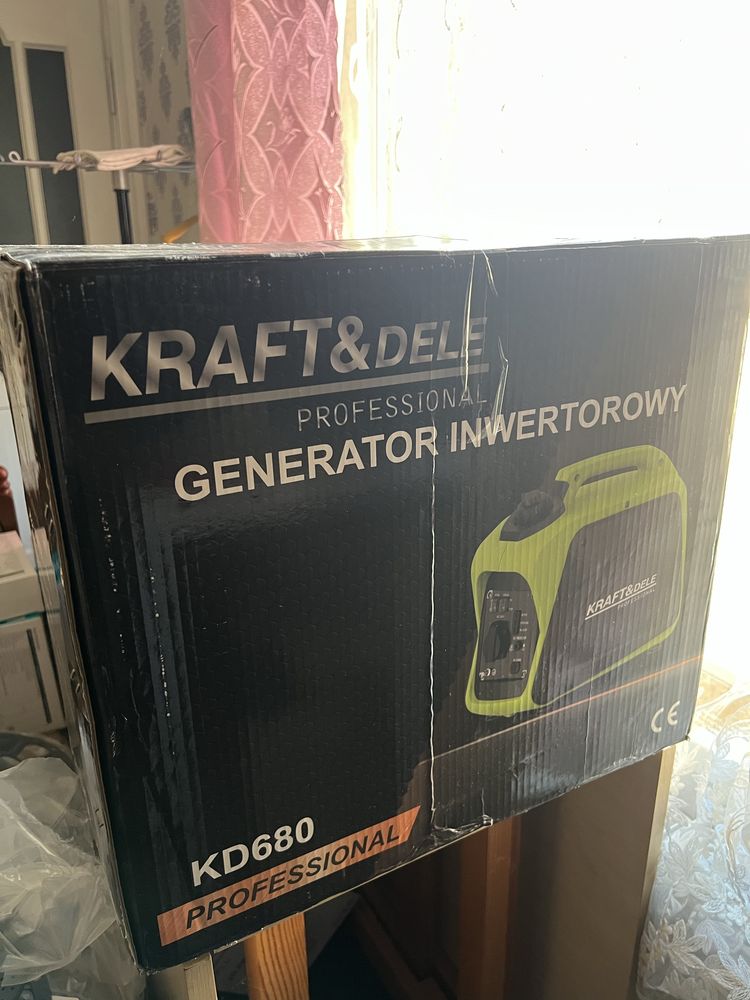 KRAFT&DELE
PROFESSIONAL
GENERATOR INWERTOROWY
KRAFT&DELE
PROFESSIONAL
CE
KD680
PROFESSIONAL